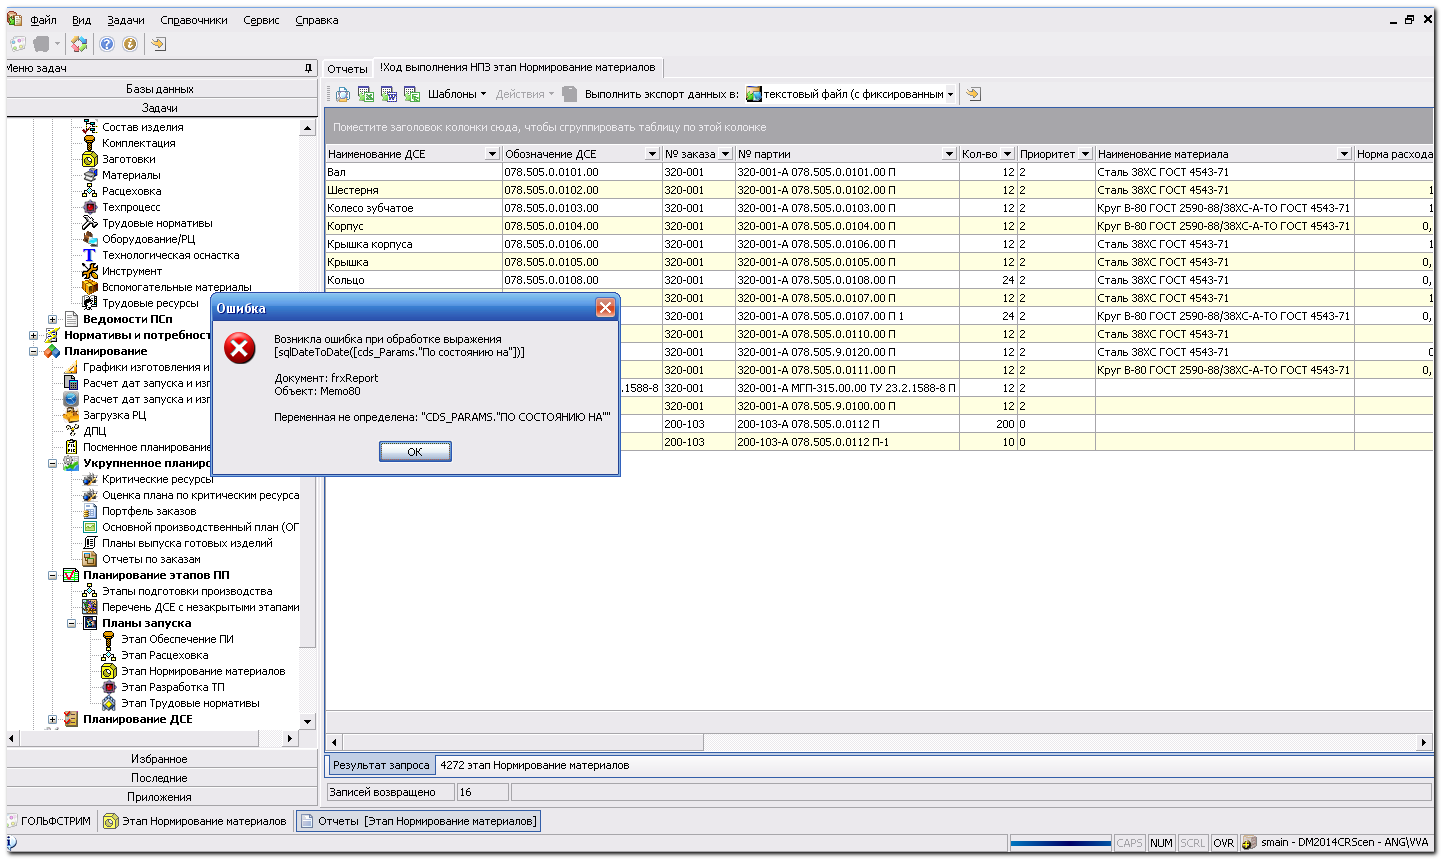 Файл Вид Задачи Справочники Сервис Справка
Меню задач
Базы данных
Задачи
Состав изделия
Комплектация
Заготовки
Материалы
Расцеховка
Техпроцесс
Трудовые нормативы
Оборудование/РЦ
Технологическая оснастка
Инструмент
Вспомогательные материалы
Трудовые ресурсы
Ведомости ПСп
Нормативы и потребност
Планирование
Графики изготовления и
Расчет дат запуска и изг
Расчет дат запуска и изг
Загрузка РЦ
ДПЦ
Посменное планирование
Укрупненное планиро
Критические ресурсы
Оценка плана по критическим ресурса
Портфель заказов
Основной производственный план (ОГ
Планы выпуска готовых изделий
Отчеты по заказам
Планирование этапов ПП
Этапы подготовки производства
Перечень ДСЕ с незакрытыми этапами
Планы запуска
Этап Обеспечение ПИ
Этап Расцеховка
Этап Нормирование материалов
Этап Разработка ТП
Этап Трудовые нормативы
Планирование ДСЕ
Избранное
Последние
Приложения
Отчеты !Ход выполнения НПЗ этап Нормирование материалов
Шаблоны Действия Выполнить экспорт данных в: текстовый файл (с фиксированным
Поместите заголовок колонки сюда, чтобы сгруппировать таблицу по этой колонке
Наименование ДСЕ Обозначение ДСЕ № заказа № партии Кол-во Приоритет Наименование материала Норма расхода
Вал 078.505.0.0101.00 320-001 320-001-А 078.505.0.0101.00 П 12 2 Сталь 38ХС ГОСТ 4543-71
Шестерня 078.505.0.0102.00 320-001 320-001-А 078.505.0.0102.00 П 12 2 Сталь 38ХС ГОСТ 4543-71 1
Колесо зубчатое 078.505.0.0103.00 320-001 320-001-А 078.505.0.0103.00 П 12 2 Круг В-80 ГОСТ 2590-88/38ХС-А-ТО ГОСТ 4543-71 1
Корпус 078.505.0.0104.00 320-001 320-001-А 078.505.0.0104.00 П 12 2 Круг В-80 ГОСТ 2590-88/38ХС-А-ТО ГОСТ 4543-71 0,
Крышка корпуса 078.505.0.0106.00 320-001 320-001-А 078.505.0.0106.00 П 12 2 Сталь 38ХС ГОСТ 4543-71 1
Крышка 078.505.0.0105.00 320-001 320-001-А 078.505.0.0105.00 П 12 2 Сталь 38ХС ГОСТ 4543-71 0,
Кольцо 078.505.0.0108.00 320-001 320-001-А 078.505.0.0108.00 П 24 2 Сталь 38ХС ГОСТ 4543-71 0,
320-001 320-001-А 078.505.0.0107.00 П 12 2 Сталь 38ХС ГОСТ 4543-71 1
320-001 320-001-А 078.505.0.0107.00 П 1 24 2 Круг В-80 ГОСТ 2590-88/38ХС-А-ТО ГОСТ 4543-71 0,
320-001 320-001-А 078.505.0.0110.00 П 12 2 Сталь 38ХС ГОСТ 4543-71
320-001 320-001-А 078.505.9.0120.00 П 12 2 Сталь 38ХС ГОСТ 4543-71 0
320-001 320-001-А 078.505.0.0111.00 П 12 2 Круг В-80 ГОСТ 2590-88/38ХС-А-ТО ГОСТ 4543-71 0,
.2.1588-8 320-001 320-001-А МГП-315.00.00 ТУ 23.2.1588-8 П 12 2
320-001 320-001-А 078.505.9.0100.00 П 12 2
200-103 200-103-А 078.505.0.0112 П 200 0
200-103 200-103-А 078.505.0.0112 П-1 10 0
Ошибка
Возникла ошибка при обработке выражения
[sqlDateToDate([cds_Params."По состоянию на"])]
Документ: frxReport
Объект: Memo80
Переменная не определена: "CDS_PARAMS."ПО СОСТОЯНИЮ НА""
OK
Результат запроса 4272 этап Нормирование материалов
Записей возвращено 16
ГОЛЬФСТРИМ Этап Нормирование материалов Отчеты [Этап Нормирование материалов]
CAPS NUM SCRL OVR smain - DM2014CRScen - ANG\VVA